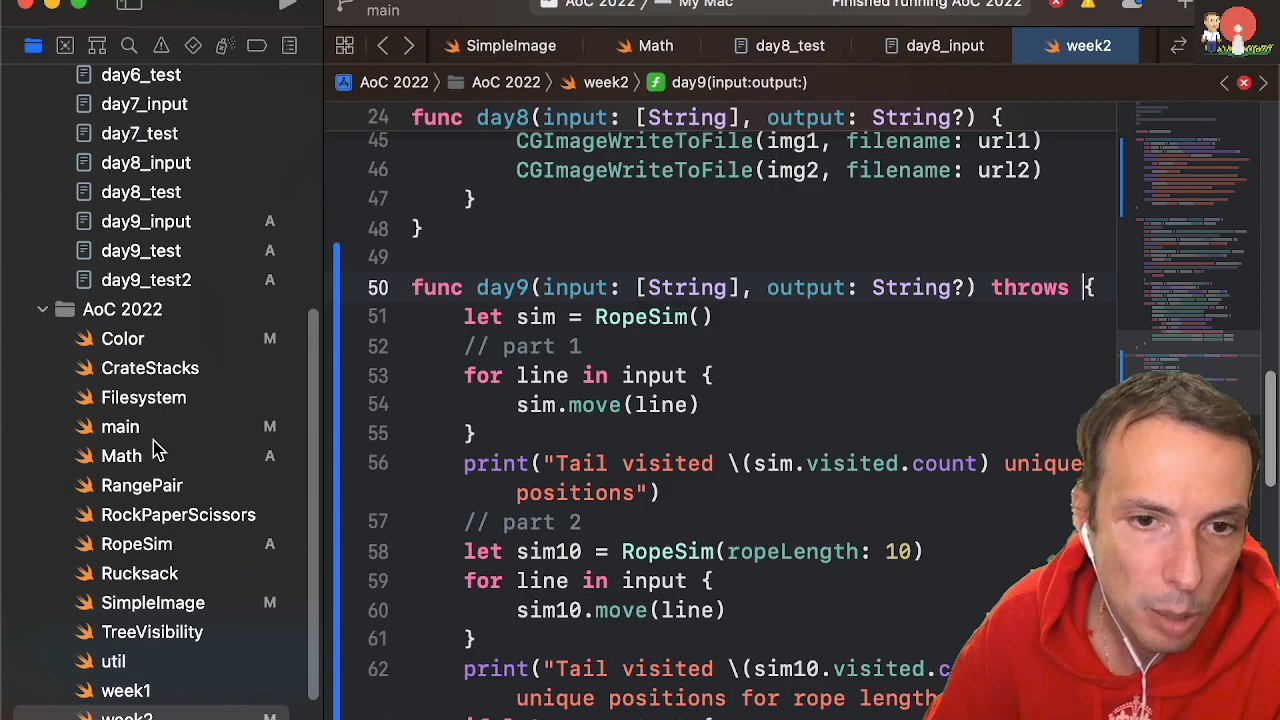 main
AoC 2022
My Mac
Finished running AoC 2022
SimpleImage
Math
day8_test
day8_input
week2
AoC 2022
AoC 2022
week2
day9(input:output:)
day6_test
day7_input
day7_test
day8_input
day8_test
day9_input A
day9_test A
day9_test2 A
AoC 2022
Color M
CrateStacks
Filesystem
main M
Math A
RangePair
RockPaperScissors
RopeSim A
Rucksack
SimpleImage M
TreeVisibility
util
week1
week2 M
24 func day8(input: [String], output: String?) {
45 CGImageWriteToFile(img1, filename: url1)
46 CGImageWriteToFile(img2, filename: url2)
47 }
48 }
49
50 func day9(input: [String], output: String?) throws {
51 let sim = RopeSim()
52 // part 1
53 for line in input {
54 sim.move(line)
55 }
56 print("Tail visited \(sim.visited.count) unique
positions")
57 // part 2
58 let sim10 = RopeSim(ropeLength: 10)
59 for line in input {
60 sim10.move(line)
61 }
62 print("Tail visited \(sim10.visited.c
unique positions for rope length